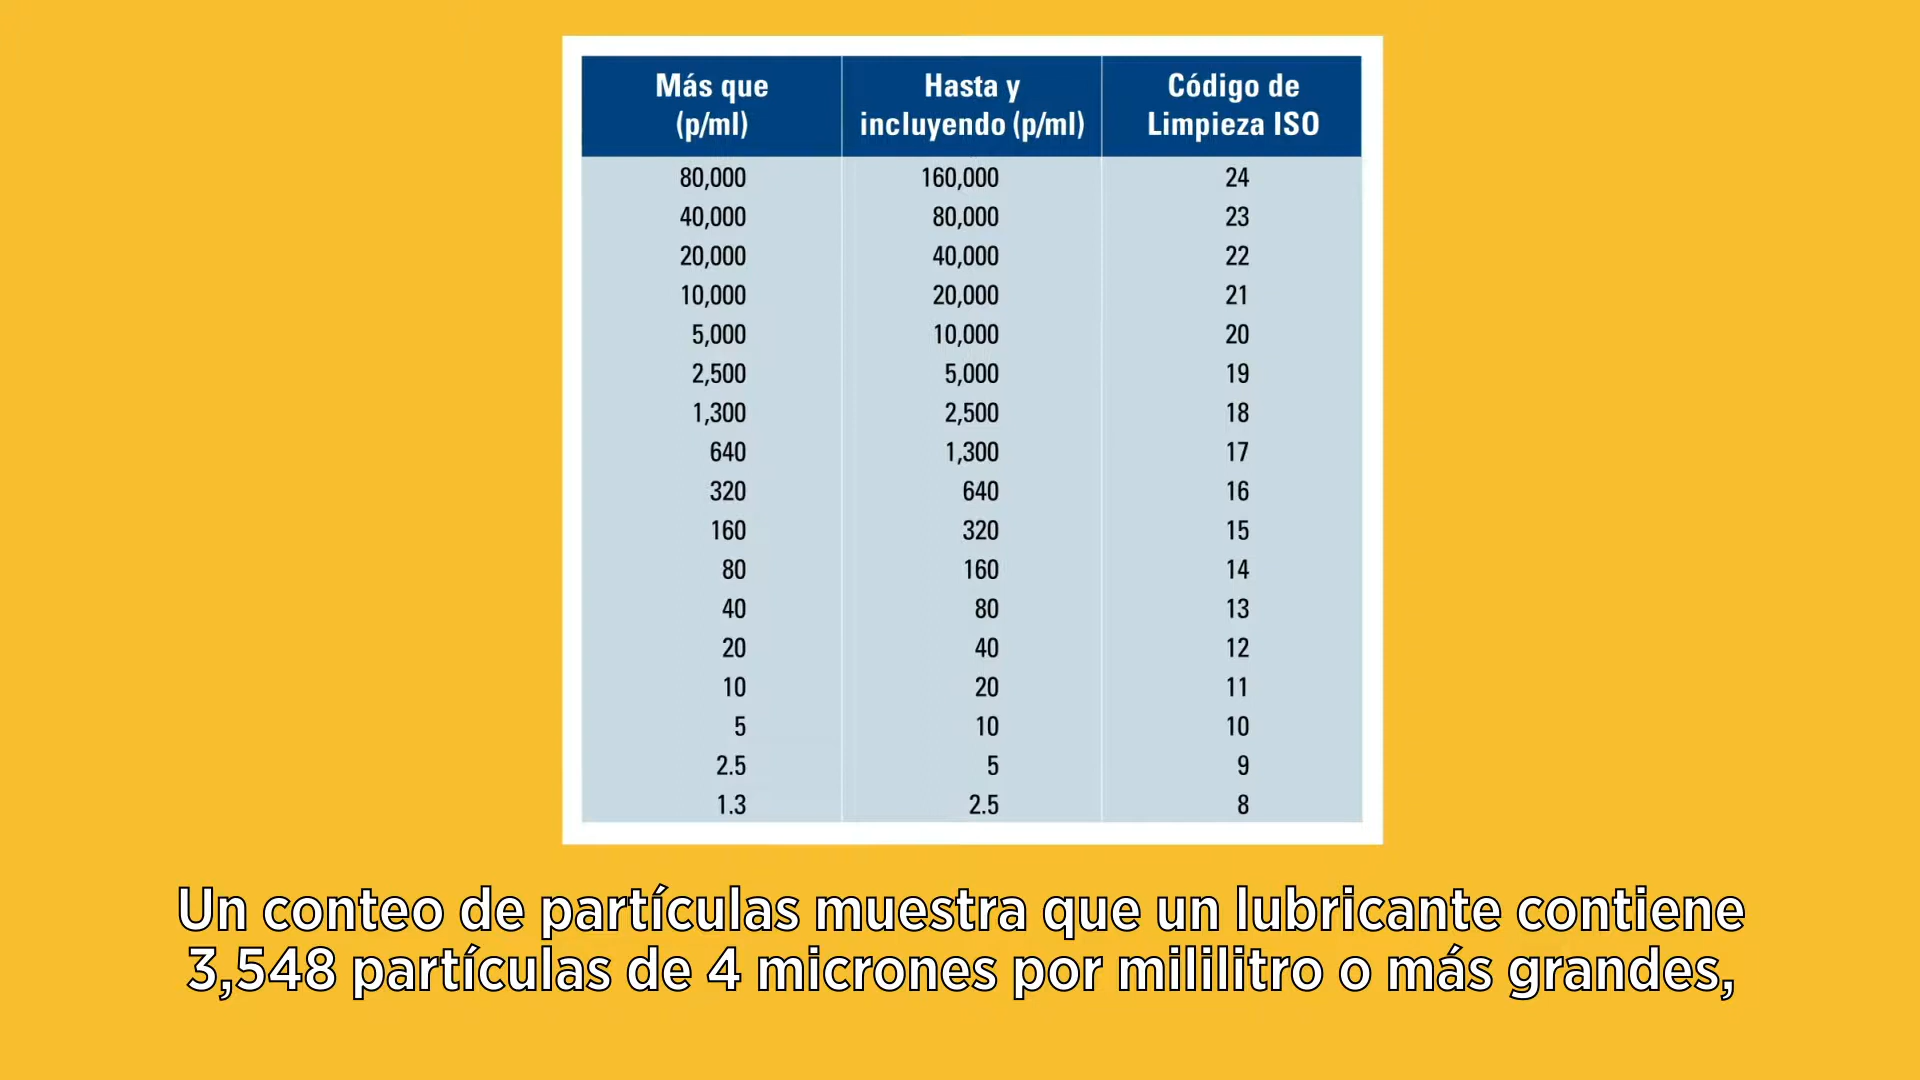 Más que (p/ml) Hasta y incluyendo (p/ml) Código de Limpieza ISO
80,000 160,000 24
40,000 80,000 23
20,000 40,000 22
10,000 20,000 21
5,000 10,000 20
2,500 5,000 19
1,300 2,500 18
640 1,300 17
320 640 16
160 320 15
80 160 14
40 80 13
20 40 12
10 20 11
5 10 10
2.5 5 9
1.3 2.5 8
Un conteo de partículas muestra que un lubricante contiene
3,548 partículas de 4 micrones por mililitro o más grandes,